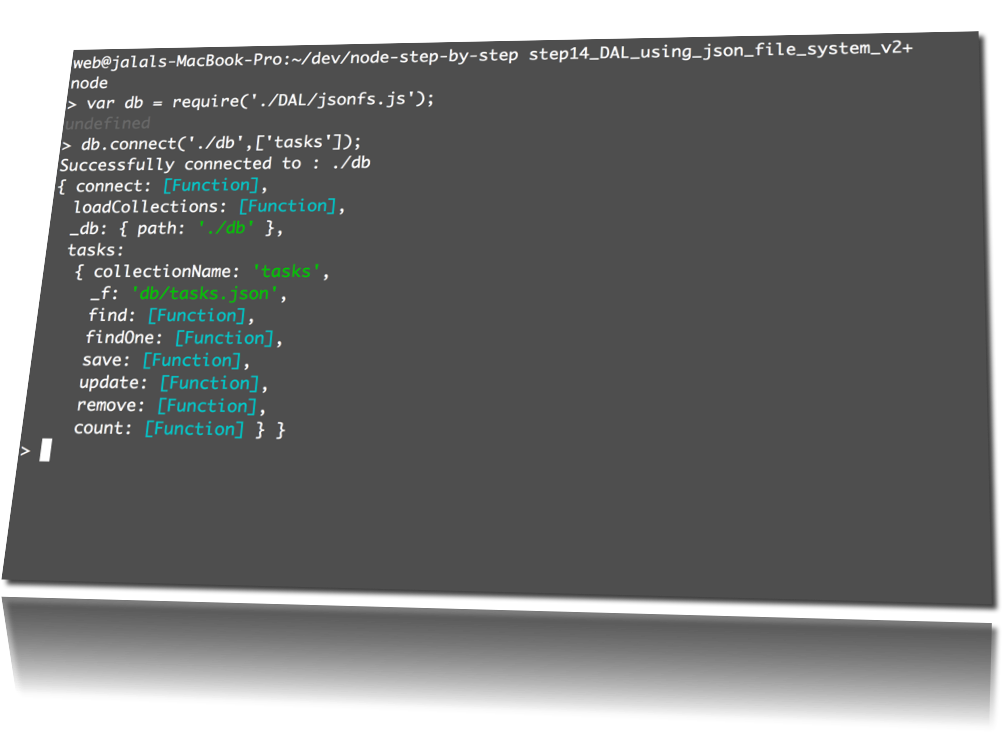 web@jalals-MacBook-Pro:~/dev/node-step-by-step step14_DAL_using_json_file_system_v2+
node
> var db = require('./DAL/jsonfs.js');
undefined
> db.connect('./db',['tasks']);
Successfully connected to : ./db
{ connect: [Function],
loadCollections: [Function],
_db: { path: './db' },
tasks:
{ collectionName: 'tasks',
_f: 'db/tasks.json',
find: [Function],
findOne: [Function],
save: [Function],
update: [Function],
remove: [Function],
count: [Function] } }
>